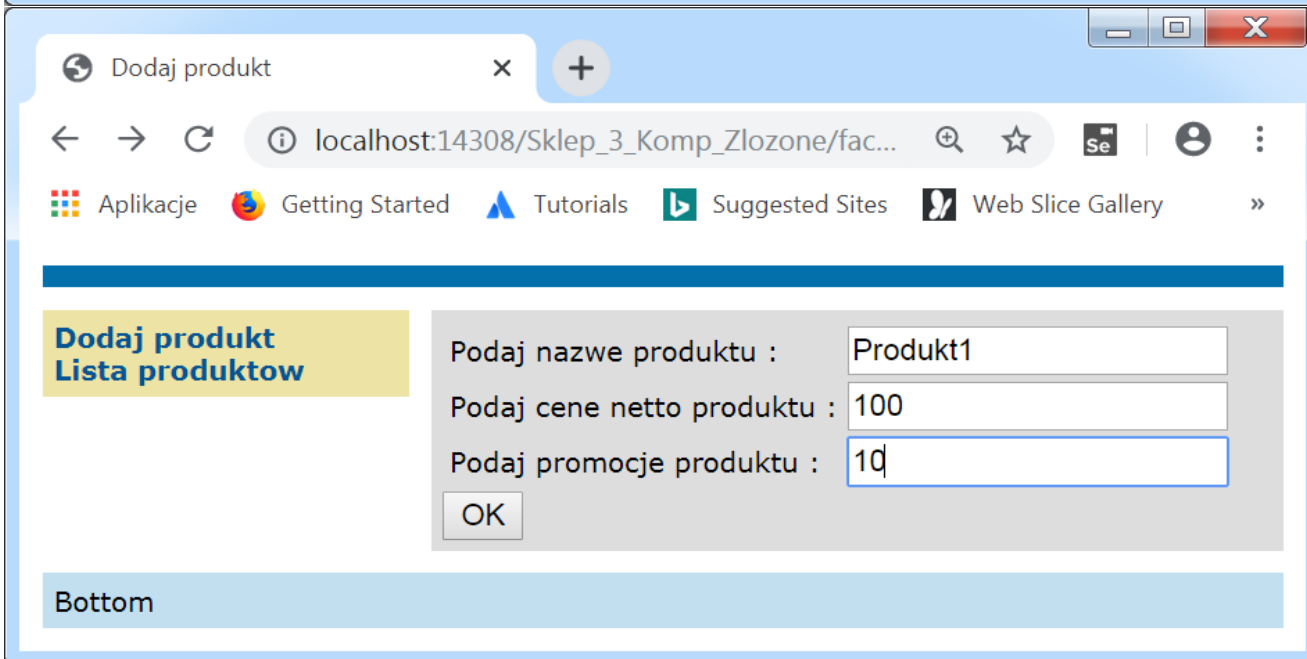 Dodaj produkt
localhost:14308/Sklep_3_Komp_Zlozone/fac...
Se
Aplikacje Getting Started Tutorials Suggested Sites Web Slice Gallery »
Dodaj produkt
Lista produktow
Podaj nazwe produktu : Produkt1
Podaj cene netto produktu : 100
Podaj promocje produktu : 10
OK
Bottom